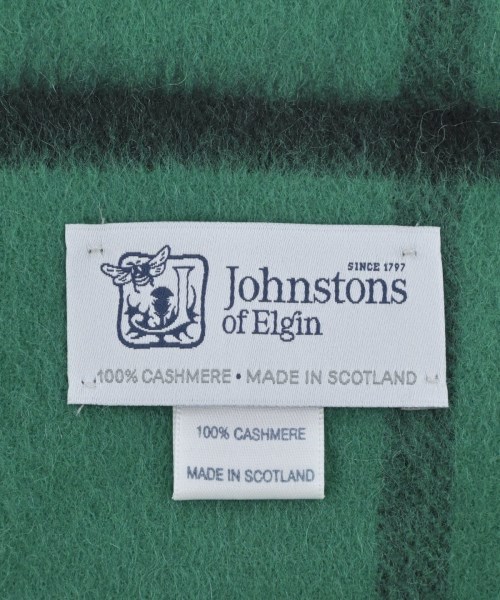 SINCE 1797
Johnstons
of Elgin
100% CASHMERE • MADE IN SCOTLAND
100% CASHMERE
MADE IN SCOTLAND